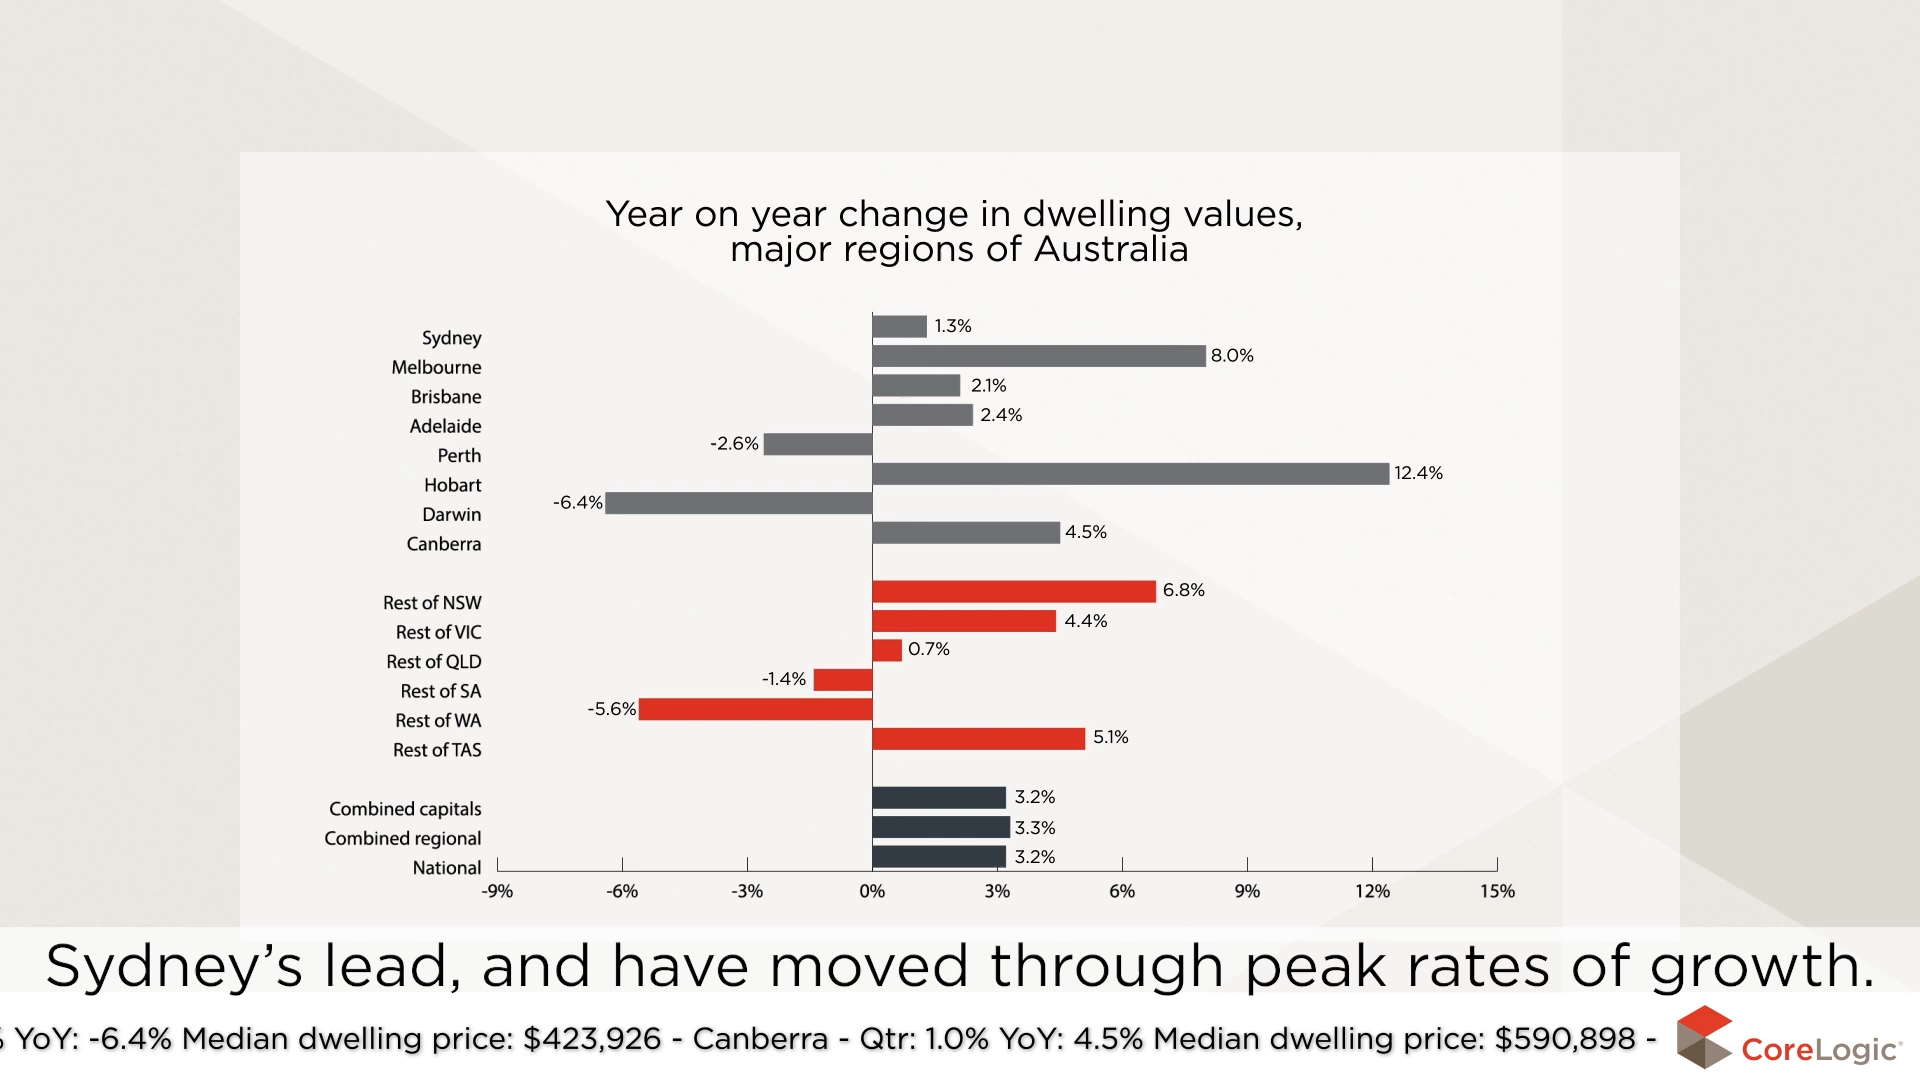 Year on year change in dwelling values,
major regions of Australia
Sydney 1.3%
Melbourne 8.0%
Brisbane 2.1%
Adelaide 2.4%
Perth -2.6%
Hobart 12.4%
Darwin -6.4%
Canberra 4.5%
Rest of NSW 6.8%
Rest of VIC 4.4%
Rest of QLD 0.7%
Rest of SA -1.4%
Rest of WA -5.6%
Rest of TAS 5.1%
Combined capitals 3.2%
Combined regional 3.3%
National 3.2%
-9% -6% -3% 0% 3% 6% 9% 12% 15%
Sydney’s lead, and have moved through peak rates of growth.
% YoY: -6.4% Median dwelling price: $423,926 - Canberra - Qtr: 1.0% YoY: 4.5% Median dwelling price: $590,898 -
CoreLogic®